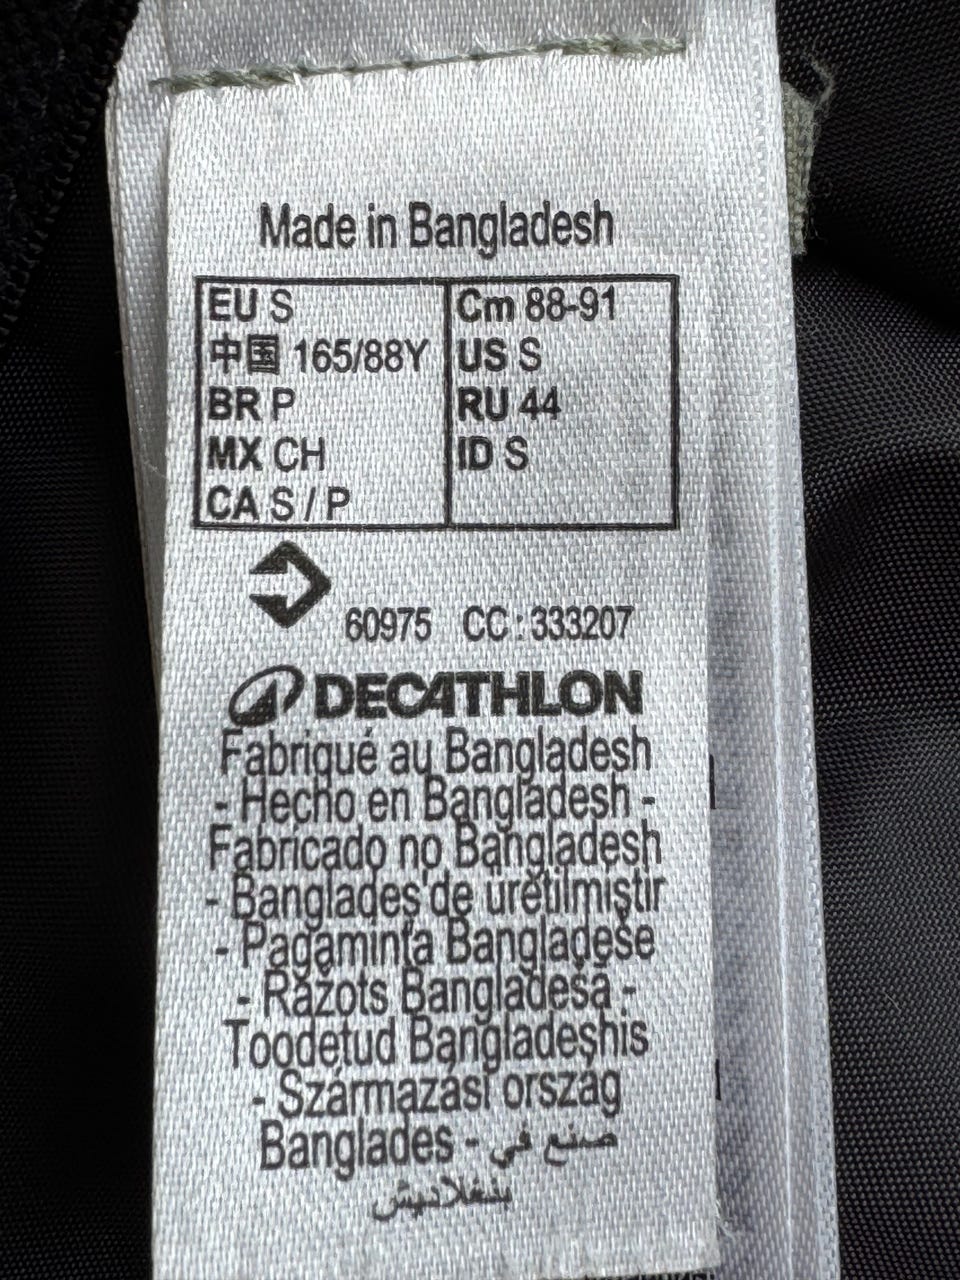 Made in Bangladesh
EU S
中国 165/88Y
BR P
MX CH
CA S / P
Cm 88-91
US S
RU 44
ID S
60975 CC : 333207
DECATHLON
Fabriqué au Bangladesh
- Hecho en Bangladesh -
Fabricado no Bangladesh
- Bangladeş'de üretilmiştir
- Pagaminta Bangladeše
- Ražots Bangladešā -
Toodetud Bangladeshis
- Származási ország
Banglades - صنع في
بنغلاديش